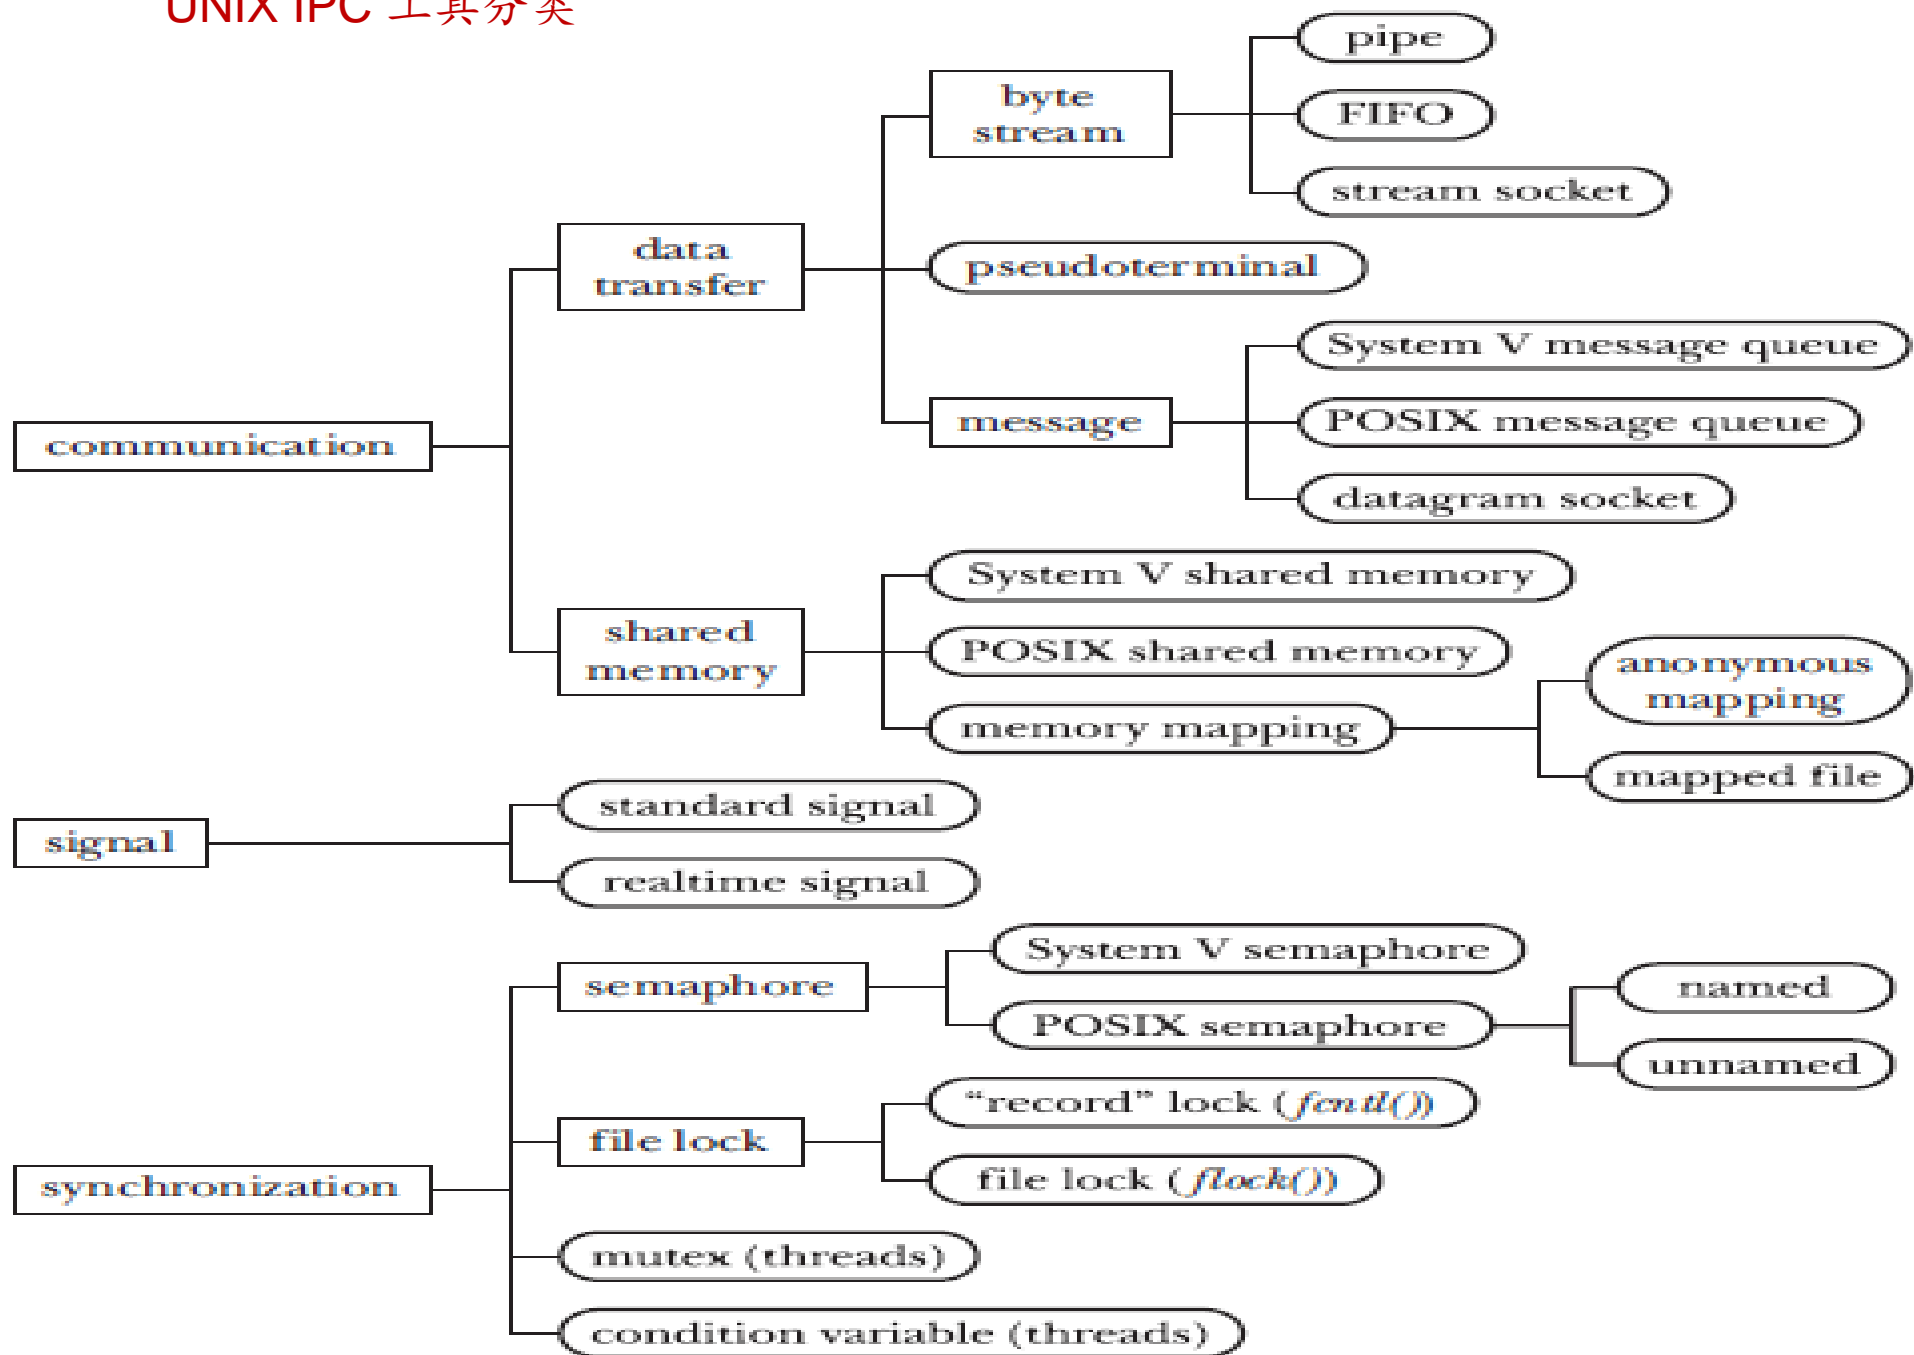 UNIX IPC 工具分类
pipe
byte
stream
FIFO
stream socket
data
transfer
pseudoterminal
System V message queue
message
POSIX message queue
communication
datagram socket
System V shared memory
shared
memory
POSIX shared memory
anonymous
mapping
memory mapping
mapped file
standard signal
signal
realtime signal
System V semaphore
semaphore
named
POSIX semaphore
unnamed
“record” lock (fcntl())
file lock
file lock (flock())
synchronization
mutex (threads)
condition variable (threads)